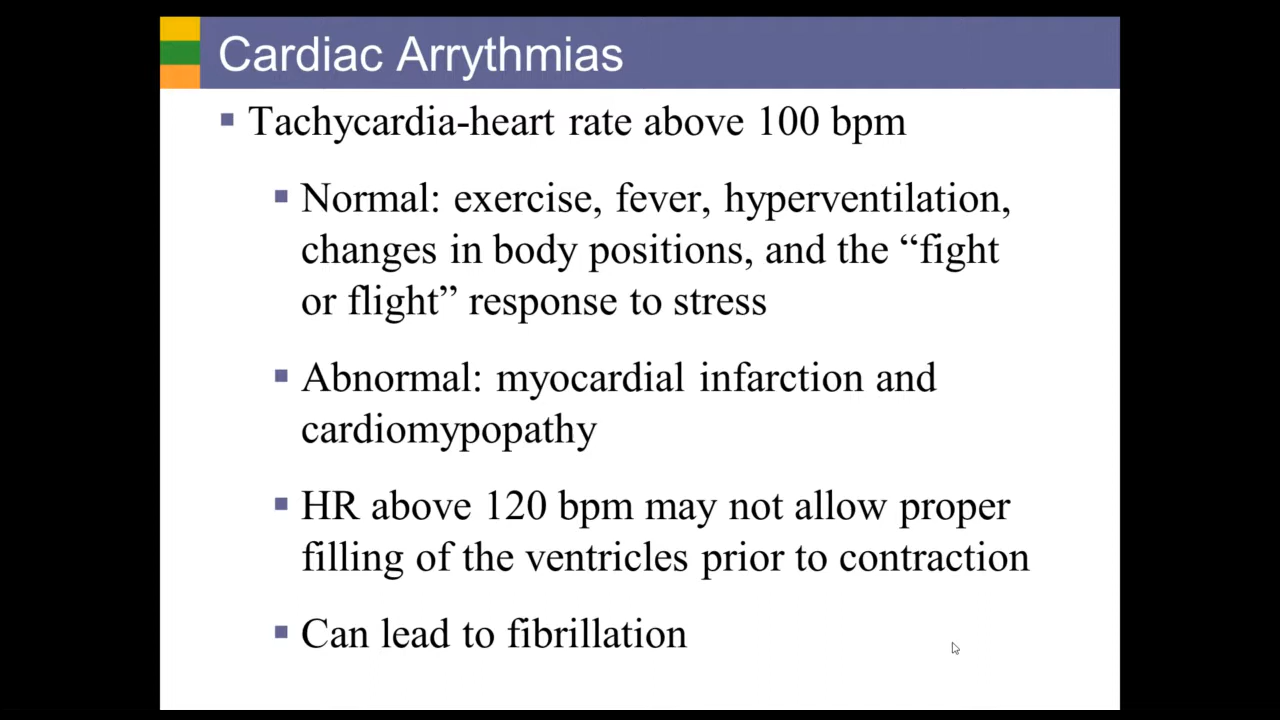 Cardiac Arrythmias
Tachycardia-heart rate above 100 bpm
Normal: exercise, fever, hyperventilation,
changes in body positions, and the “fight
or flight” response to stress
Abnormal: myocardial infarction and
cardiomypopathy
HR above 120 bpm may not allow proper
filling of the ventricles prior to contraction
Can lead to fibrillation